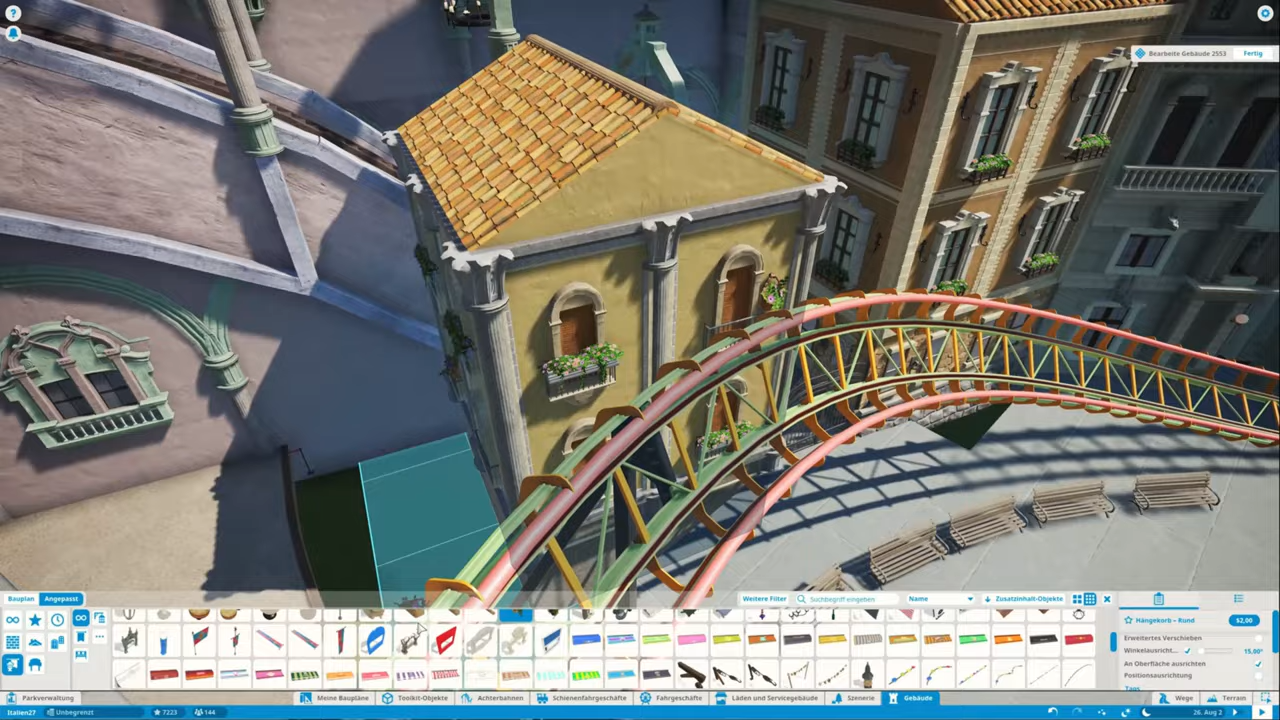 ?
Bearbeite Gebäude 2553 Fertig
Bauplan Angepasst
Weitere Filter Suchbegriff eingeben Name Zusatzinhalt-Objekte
Hängekorb – Rund $2,00
Erweitertes Verschieben
Winkelausricht... 15,00°
An Oberfläche ausrichten
Positionsausrichtung
Tags
Parkverwaltung Meine Baupläne Toolkit-Objekte Achterbahnen Schienenfahrgeschäfte Fahrgeschäfte Läden und Servicegebäude Szenerie Gebäude Wege Terrain
Italien27 Unbegrenzt 7223 144 26. Aug 2